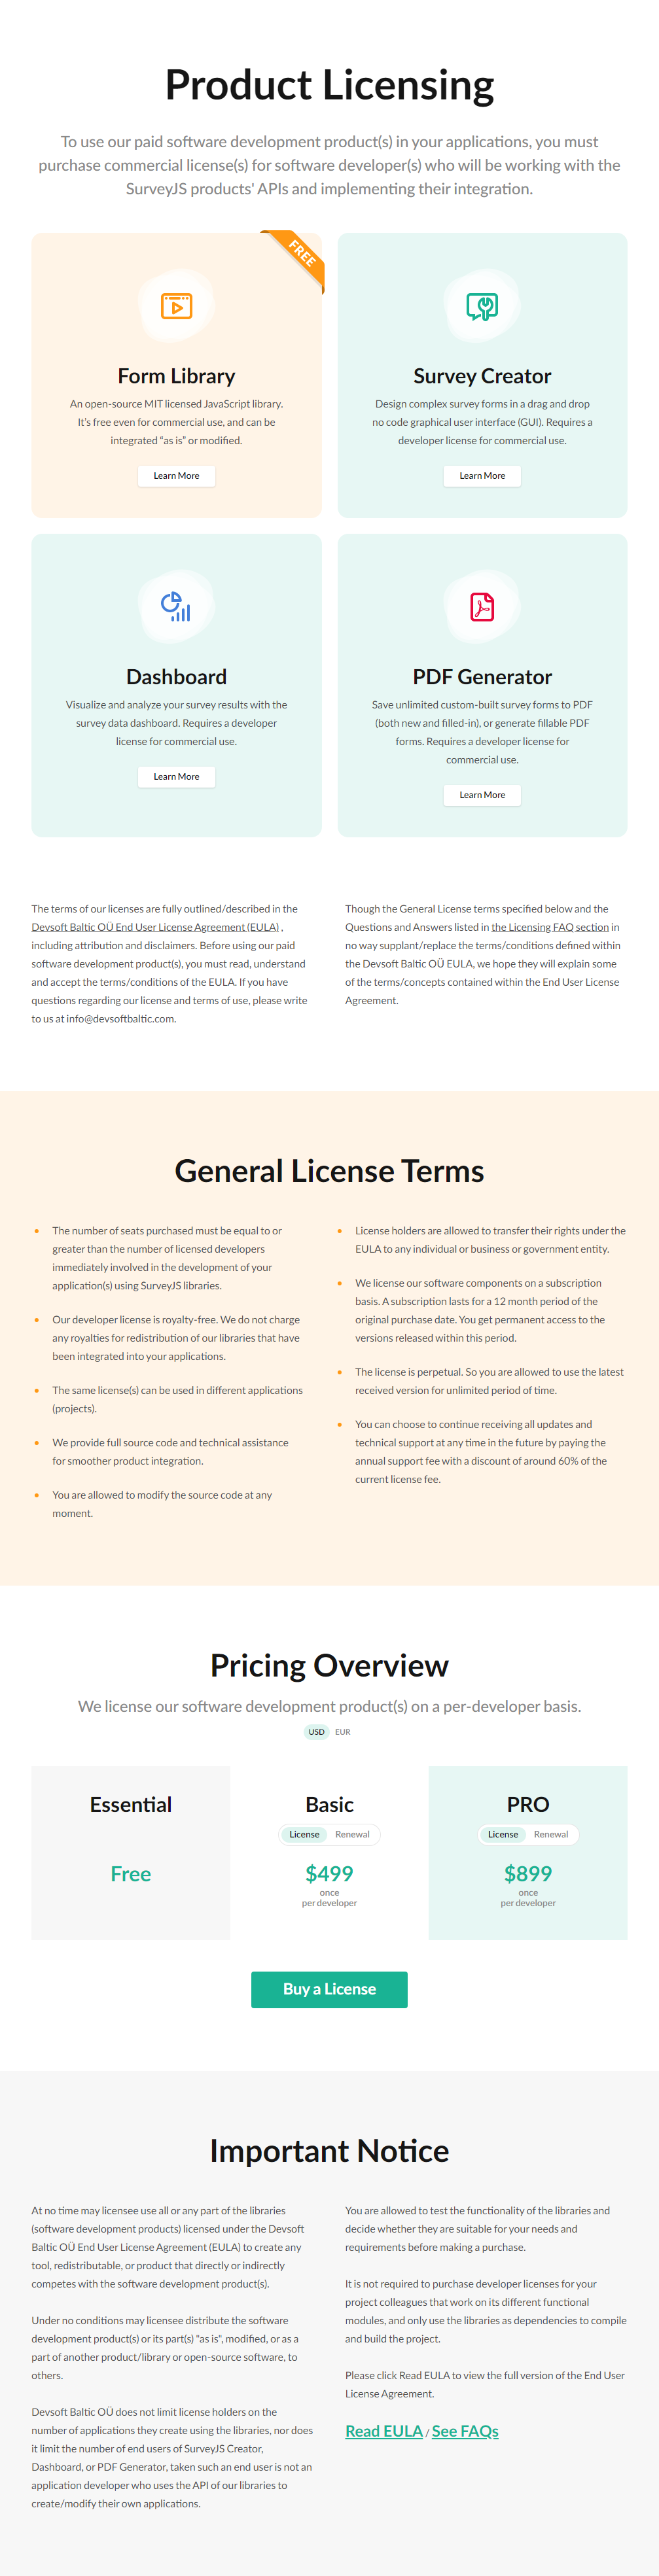 Product Licensing
To use our paid software development product(s) in your applications, you must
purchase commercial license(s) for software developer(s) who will be working with the
SurveyJS products' APIs and implementing their integration.
FREE
Form Library
An open-source MIT licensed JavaScript library.
It's free even for commercial use, and can be
integrated “as is” or modified.
Learn More
Survey Creator
Design complex survey forms in a drag and drop
no code graphical user interface (GUI). Requires a
developer license for commercial use.
Learn More
Dashboard
Visualize and analyze your survey results with the
survey data dashboard. Requires a developer
license for commercial use.
Learn More
PDF Generator
Save unlimited custom-built survey forms to PDF
(both new and filled-in), or generate fillable PDF
forms. Requires a developer license for
commercial use.
Learn More
The terms of our licenses are fully outlined/described in the
Devsoft Baltic OÜ End User License Agreement (EULA) ,
including attribution and disclaimers. Before using our paid
software development product(s), you must read, understand
and accept the terms/conditions of the EULA. If you have
questions regarding our license and terms of use, please write
to us at info@devsoftbaltic.com.
Though the General License terms specified below and the
Questions and Answers listed in the Licensing FAQ section in
no way supplant/replace the terms/conditions defined within
the Devsoft Baltic OÜ EULA, we hope they will explain some
of the terms/concepts contained within the End User License
Agreement.
General License Terms
The number of seats purchased must be equal to or
greater than the number of licensed developers
immediately involved in the development of your
application(s) using SurveyJS libraries.
Our developer license is royalty-free. We do not charge
any royalties for redistribution of our libraries that have
been integrated into your applications.
The same license(s) can be used in different applications
(projects).
We provide full source code and technical assistance
for smoother product integration.
You are allowed to modify the source code at any
moment.
License holders are allowed to transfer their rights under the
EULA to any individual or business or government entity.
We license our software components on a subscription
basis. A subscription lasts for a 12 month period of the
original purchase date. You get permanent access to the
versions released within this period.
The license is perpetual. So you are allowed to use the latest
received version for unlimited period of time.
You can choose to continue receiving all updates and
technical support at any time in the future by paying the
annual support fee with a discount of around 60% of the
current license fee.
Pricing Overview
We license our software development product(s) on a per-developer basis.
USD EUR
Essential
Free
Basic
License Renewal
$499
once
per developer
PRO
License Renewal
$899
once
per developer
Buy a License
Important Notice
At no time may licensee use all or any part of the libraries
(software development products) licensed under the Devsoft
Baltic OÜ End User License Agreement (EULA) to create any
tool, redistributable, or product that directly or indirectly
competes with the software development product(s).
Under no conditions may licensee distribute the software
development product(s) or its part(s) "as is", modified, or as a
part of another product/library or open-source software, to
others.
Devsoft Baltic OÜ does not limit license holders on the
number of applications they create using the libraries, nor does
it limit the number of end users of SurveyJS Creator,
Dashboard, or PDF Generator, taken such an end user is not an
application developer who uses the API of our libraries to
create/modify their own applications.
You are allowed to test the functionality of the libraries and
decide whether they are suitable for your needs and
requirements before making a purchase.
It is not required to purchase developer licenses for your
project colleagues that work on its different functional
modules, and only use the libraries as dependencies to compile
and build the project.
Please click Read EULA to view the full version of the End User
License Agreement.
Read EULA / See FAQs